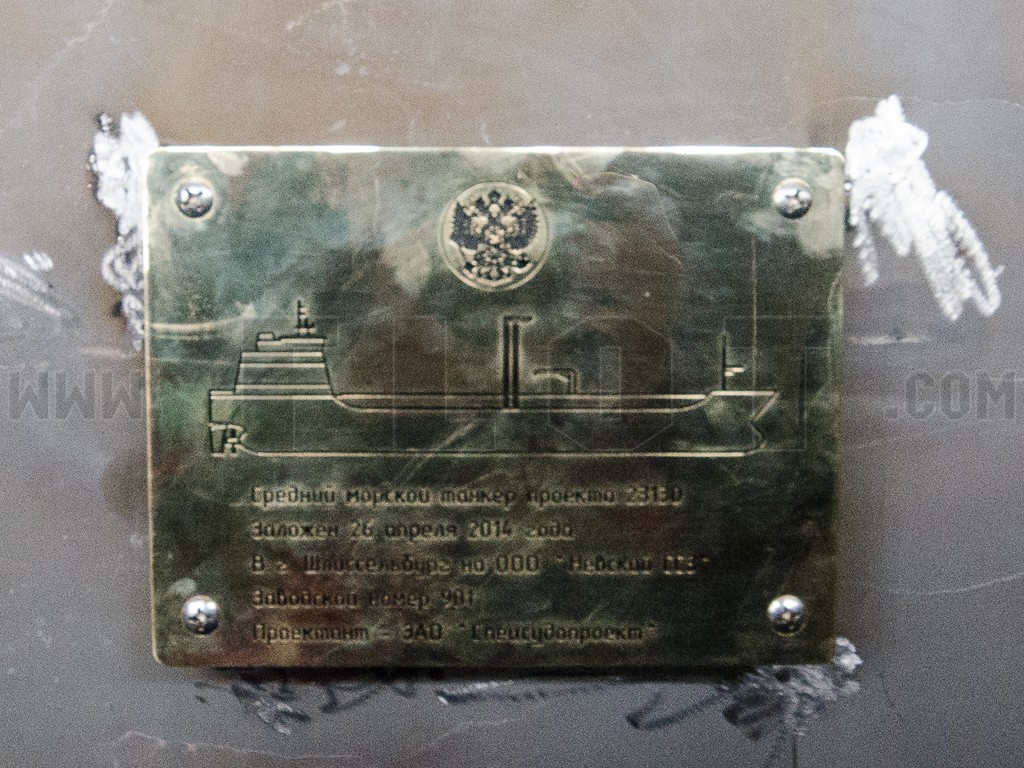 WWW. .COM
Средний морской танкер проекта 23130
Заложен 26 апреля 2014 года
В г. Шлиссельбург на ООО "Невский ССЗ"
Заводской номер 901
Проектант - ЗАО "Спецсудопроект"